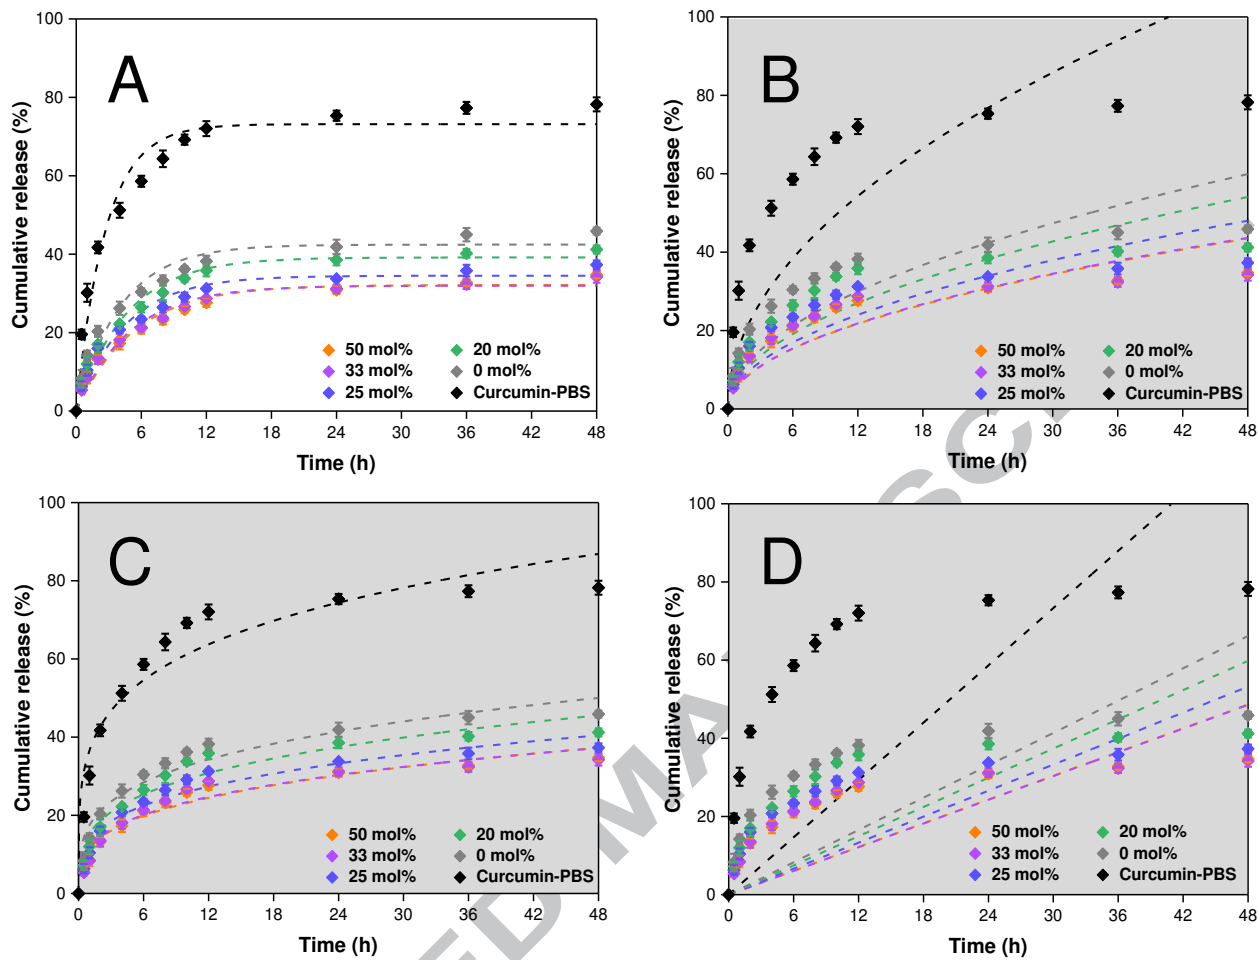 A
Cumulative release (%)
100
80
60
40
20
0
50 mol%
33 mol%
25 mol%
20 mol%
0 mol%
Curcumin-PBS
0 6 12 18 24 30 36 42 48
Time (h)
B
Cumulative release (%)
100
80
60
40
20
0
50 mol%
33 mol%
25 mol%
20 mol%
0 mol%
Curcumin-PBS
0 6 12 18 24 30 36 42 48
Time (h)
C
Cumulative release (%)
100
80
60
40
20
0
50 mol%
33 mol%
25 mol%
20 mol%
0 mol%
Curcumin-PBS
0 6 12 18 24 30 36 42 48
Time (h)
D
Cumulative release (%)
100
80
60
40
20
0
50 mol%
33 mol%
25 mol%
20 mol%
0 mol%
Curcumin-PBS
0 6 12 18 24 30 36 42 48
Time (h)